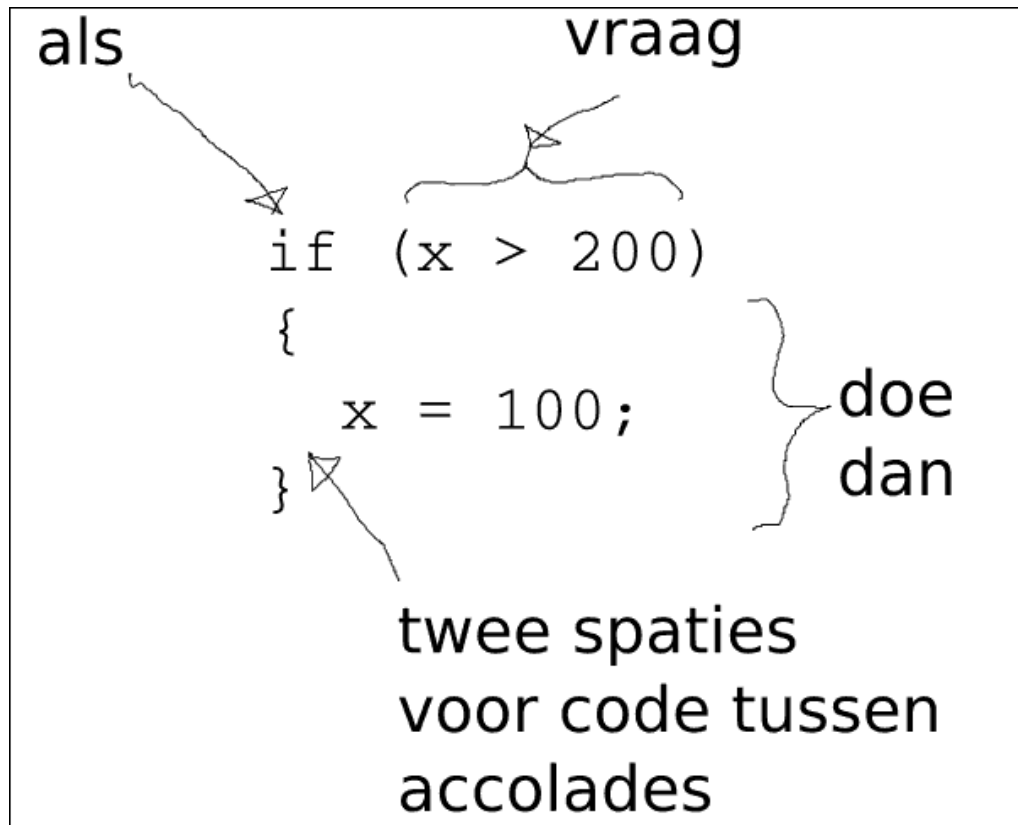 als
vraag
if (x > 200)
{
x = 100;
}
doe
dan
twee spaties
voor code tussen
accolades